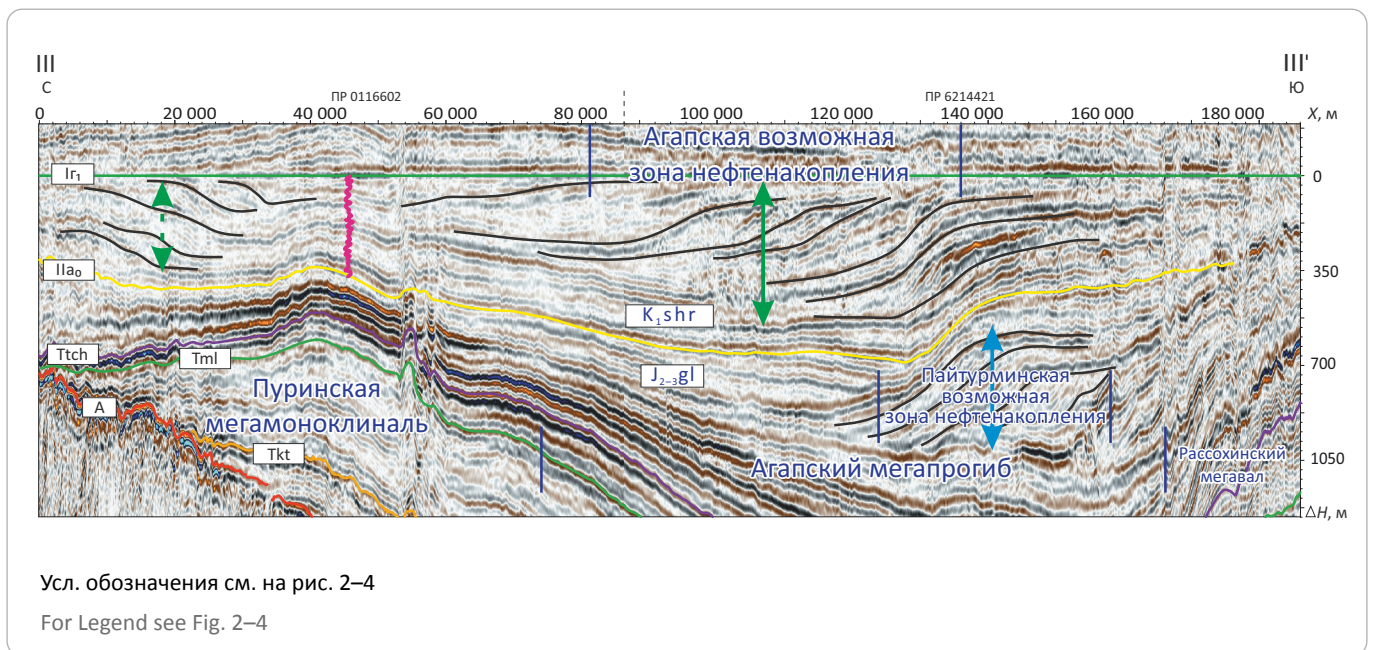 III III'
С Ю
ПР 0116602 ПР 6214421
0 20 000 40 000 60 000 80 000 100 000 120 000 140 000 160 000 180 000 X, м
Агапская возможная
зона нефтенакопления
Ir₁
0
IIa₀
350
K₁shr
Ttch
Tml
J₂₋₃gl
700
Пуринская
мегамоноклиналь
Пайтурминская
возможная
зона нефтенакопления
A
Tkt
Агапский мегапрогиб
Рассохинский
мегавал
1050
ΔH, м
Усл. обозначения см. на рис. 2–4
For Legend see Fig. 2–4